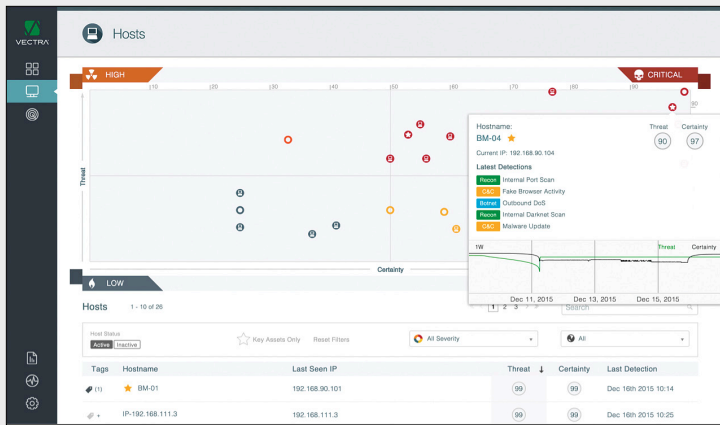 VECTRA
Hosts
HIGH
CRITICAL
|10 |20 |30 |40 |50 |60 |70 |80 |90
Threat
Certainty
LOW
Hostname:
BM-04
Threat Certainty
90 97
Current IP: 192.168.90.104
Latest Detections
Recon Internal Port Scan
C&C Fake Browser Activity
Botnet Outbound DoS
Recon Internal Darknet Scan
C&C Malware Update
1W Threat Certainty
Dec 11, 2015 Dec 13, 2015 Dec 15, 2015
Hosts 1 - 10 of 26 1 2 3 Search
Host Status
Active Inactive Key Assets Only Reset Filters All Severity All
Tags Hostname Last Seen IP Threat ↓ Certainty Last Detection
(1) BM-01 192.168.90.101 99 99 Dec 16th 2015 10:14
IP-192.168.111.3 192.168.111.3 99 99 Dec 16th 2015 10:25